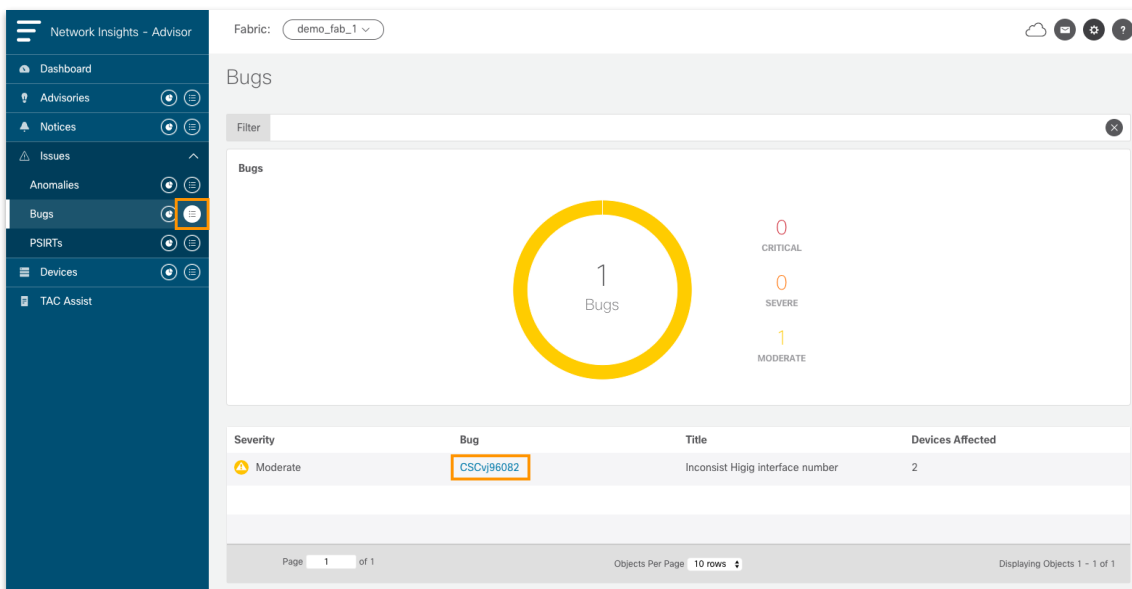 Network Insights - Advisor
Fabric: demo_fab_1
?
Dashboard
Advisories
Notices
Issues
Anomalies
Bugs
PSIRTs
Devices
TAC Assist
Bugs
Filter
Bugs
1
Bugs
0
CRITICAL
0
SEVERE
1
MODERATE
Severity Bug Title Devices Affected
Moderate CSCvj96082 Inconsist Higig interface number 2
Page 1 of 1 Objects Per Page 10 rows Displaying Objects 1 - 1 of 1